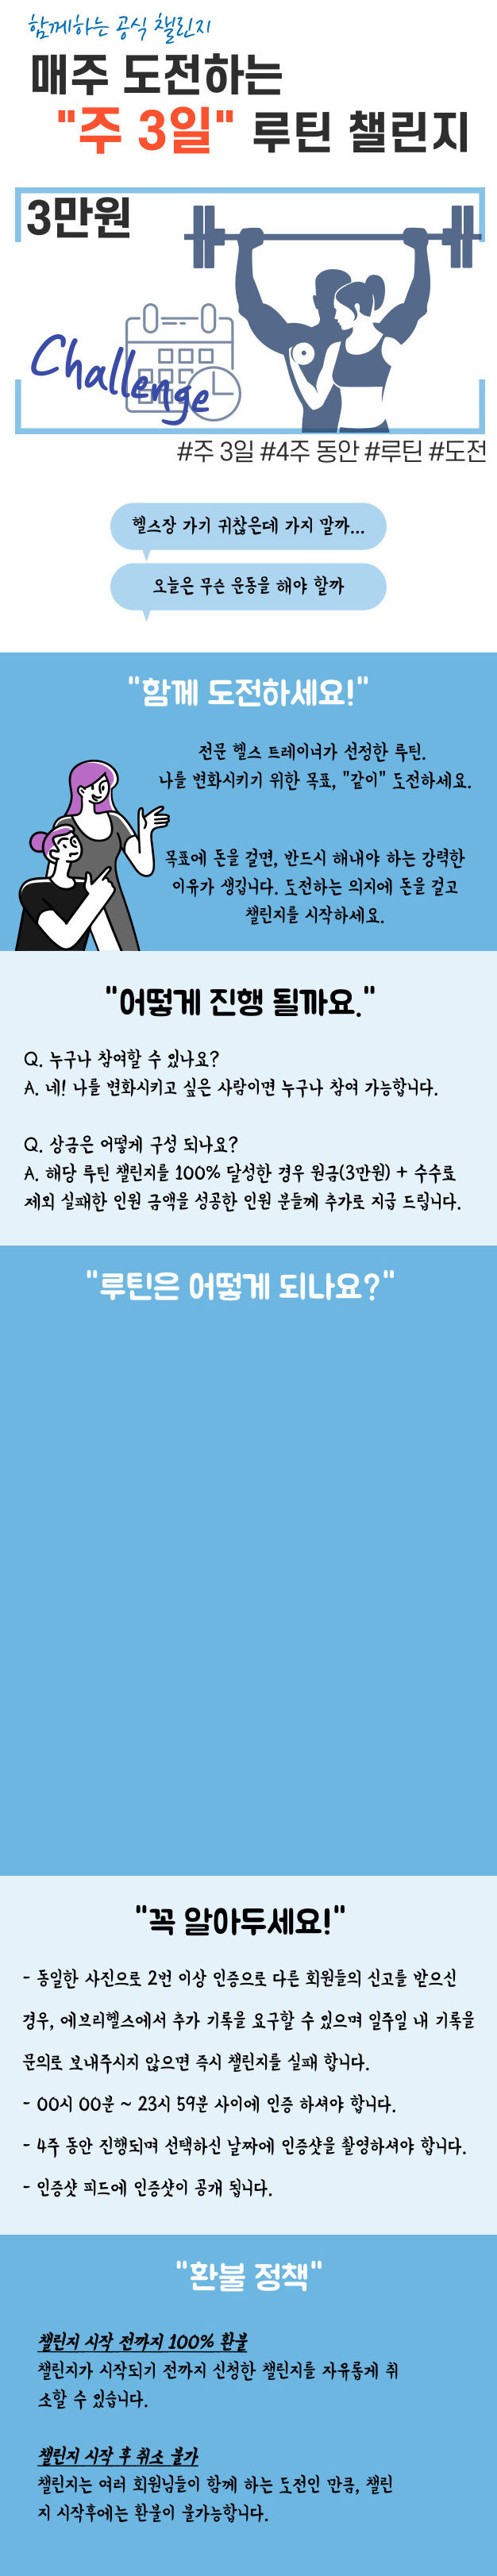 함께하는 공식 챌린지
매주 도전하는
"주 3일" 루틴 챌린지
3만원
Challenge
#주 3일 #4주 동안 #루틴 #도전
헬스장 가기 귀찮은데 가지 말까...
오늘은 무슨 운동을 해야 할까
"함께 도전하세요!"
전문 헬스 트레이너가 선정한 루틴.
나를 변화시키기 위한 목표, "같이" 도전하세요.
목표에 돈을 걸면, 반드시 해내야 하는 강력한
이유가 생깁니다. 도전하는 의지에 돈을 걸고
챌린지를 시작하세요.
"어떻게 진행 될까요."
Q. 누구나 참여할 수 있나요?
A. 네! 나를 변화시키고 싶은 사람이면 누구나 참여 가능합니다.
Q. 상금은 어떻게 구성 되나요?
A. 해당 루틴 챌린지를 100% 달성한 경우 원금(3만원) + 수수료
제외 실패한 인원 금액을 성공한 인원 분들께 추가로 지급 드립니다.
"루틴은 어떻게 되나요?"
"꼭 알아두세요!"
- 동일한 사진으로 2번 이상 인증으로 다른 회원들의 신고를 받으신
경우, 에브리헬스에서 추가 기록을 요구할 수 있으며 일주일 내 기록을
문의로 보내주시지 않으면 즉시 챌린지를 실패 합니다.
- 00시 00분 ~ 23시 59분 사이에 인증 하셔야 합니다.
- 4주 동안 진행되며 선택하신 날짜에 인증샷을 촬영하셔야 합니다.
- 인증샷 피드에 인증샷이 공개 됩니다.
"환불 정책"
챌린지 시작 전까지 100% 환불
챌린지가 시작되기 전까지 신청한 챌린지를 자유롭게 취
소할 수 있습니다.
챌린지 시작 후 취소 불가
챌린지는 여러 회원님들이 함께 하는 도전인 만큼, 챌린
지 시작후에는 환불이 불가능합니다.